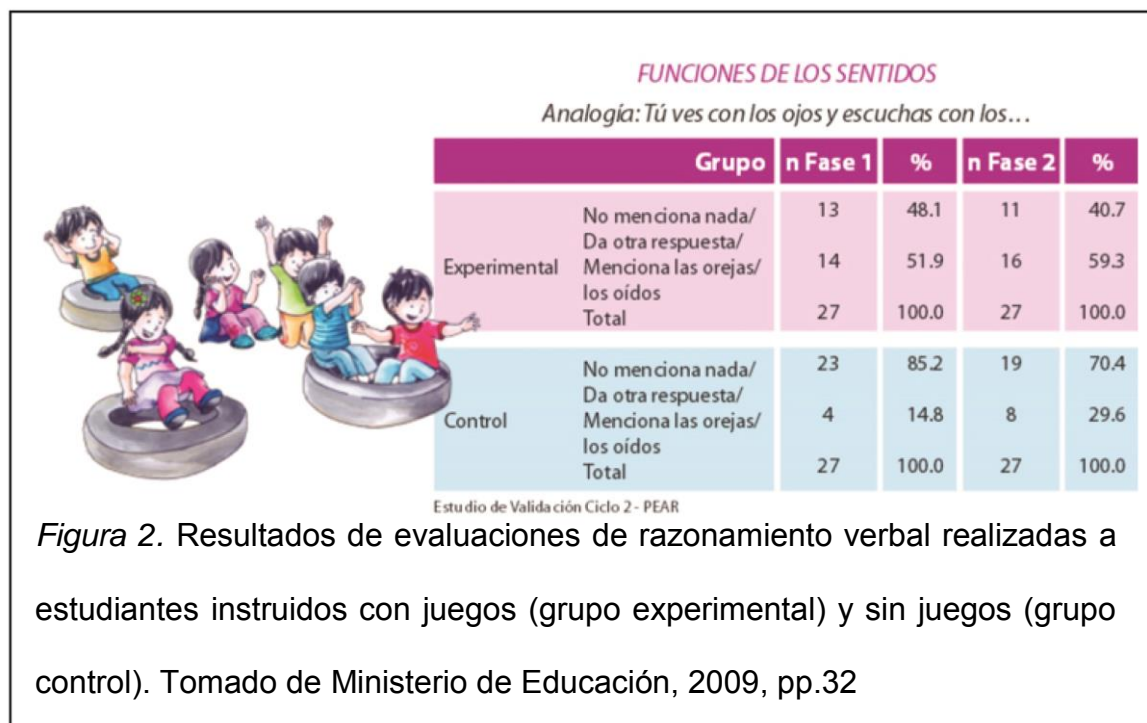 FUNCIONES DE LOS SENTIDOS
Analogía: Tú ves con los ojos y escuchas con los...
Grupo n Fase 1 % n Fase 2 %
Experimental
No menciona nada/ 13 48.1 11 40.7
Da otra respuesta/
Menciona las orejas/ 14 51.9 16 59.3
los oídos
Total 27 100.0 27 100.0
Control
No menciona nada/ 23 85.2 19 70.4
Da otra respuesta/
Menciona las orejas/ 4 14.8 8 29.6
los oídos
Total 27 100.0 27 100.0
Estudio de Validación Ciclo 2 - PEAR
Figura 2. Resultados de evaluaciones de razonamiento verbal realizadas a
estudiantes instruidos con juegos (grupo experimental) y sin juegos (grupo
control). Tomado de Ministerio de Educación, 2009, pp.32